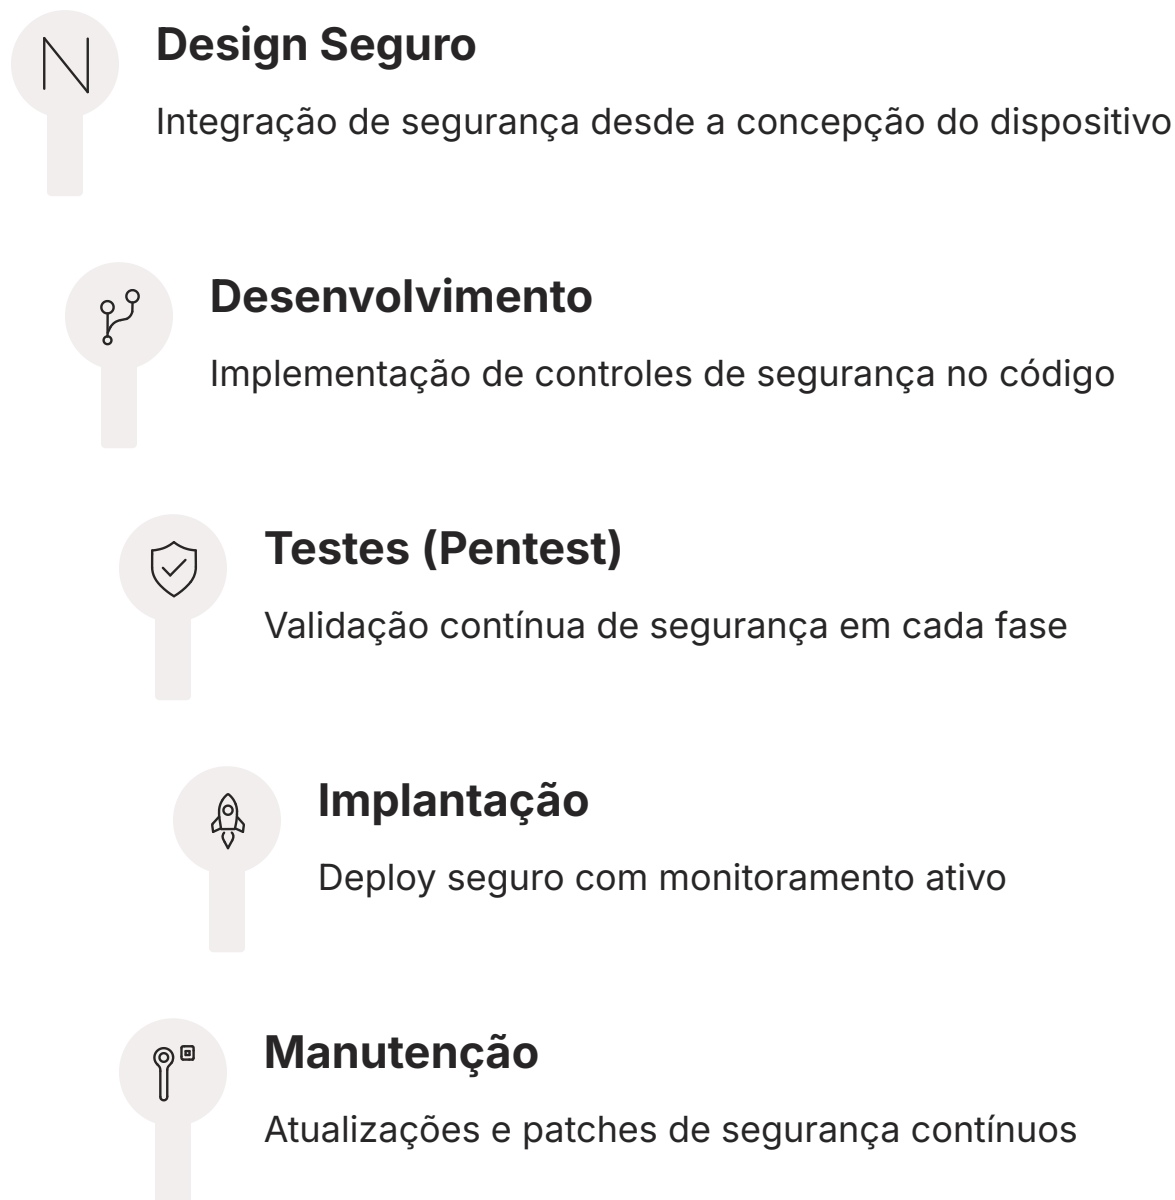 Design Seguro
Integração de segurança desde a concepção do dispositivo
Desenvolvimento
Implementação de controles de segurança no código
Testes (Pentest)
Validação contínua de segurança em cada fase
Implantação
Deploy seguro com monitoramento ativo
Manutenção
Atualizações e patches de segurança contínuos